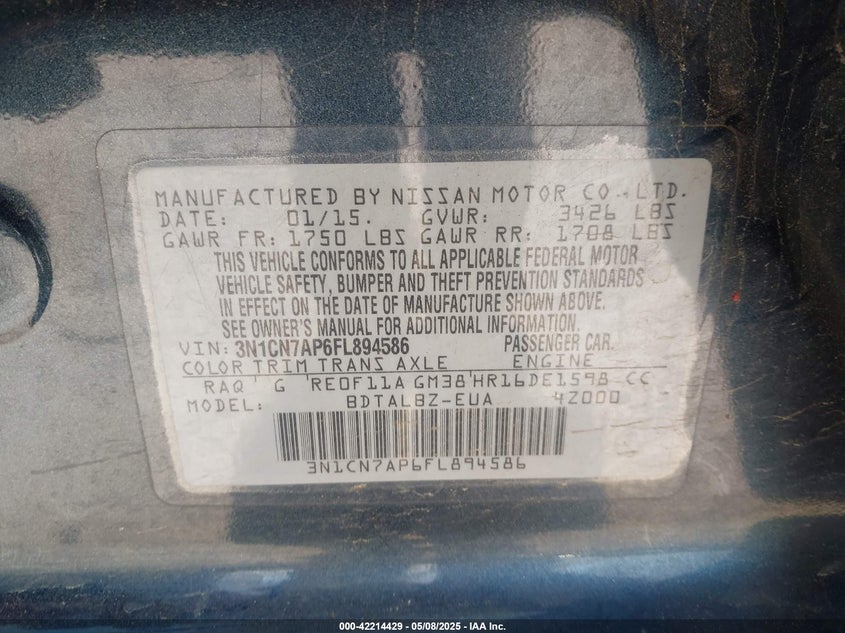 MANUFACTURED BY NISSAN MOTOR CO.,LTD.
DATE: 01/15. GVWR: 3426 LBS
GAWR FR: 1750 LBS GAWR RR: 1708 LBS
THIS VEHICLE CONFORMS TO ALL APPLICABLE FEDERAL MOTOR
VEHICLE SAFETY, BUMPER AND THEFT PREVENTION STANDARDS
IN EFFECT ON THE DATE OF MANUFACTURE SHOWN ABOVE.
SEE OWNER'S MANUAL FOR ADDITIONAL INFORMATION.
VIN: 3N1CN7AP6FL894586 PASSENGER CAR.
COLOR TRIM TRANS AXLE ENGINE
RAQ G RE0F11A GM38 HR16DE1598 CC
MODEL: BDTALBZ-EUA 4Z000
3N1CN7AP6FL894586
000-42214429 - 05/08/2025 - IAA Inc.